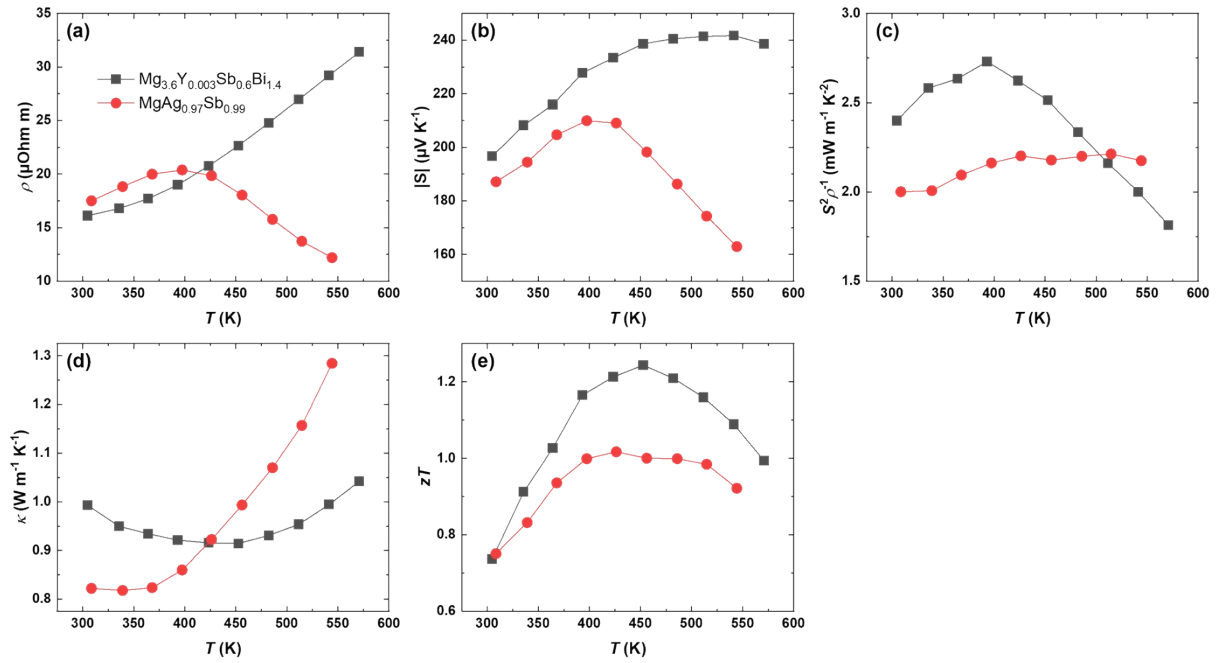 (a)
35
30
25
20
15
10
ρ (µOhm m)
Mg3.6Y0.003Sb0.6Bi1.4
MgAg0.97Sb0.99
300 350 400 450 500 550 600
T (K)
(b)
240
220
200
180
160
|S| (µV K-1)
300 350 400 450 500 550 600
T (K)
(c)
3.0
2.5
2.0
1.5
S2ρ-1 (mW m-1 K-2)
300 350 400 450 500 550 600
T (K)
(d)
1.3
1.2
1.1
1.0
0.9
0.8
κ (W m-1 K-1)
300 350 400 450 500 550 600
T (K)
(e)
1.2
1.0
0.8
0.6
zT
300 350 400 450 500 550 600
T (K)